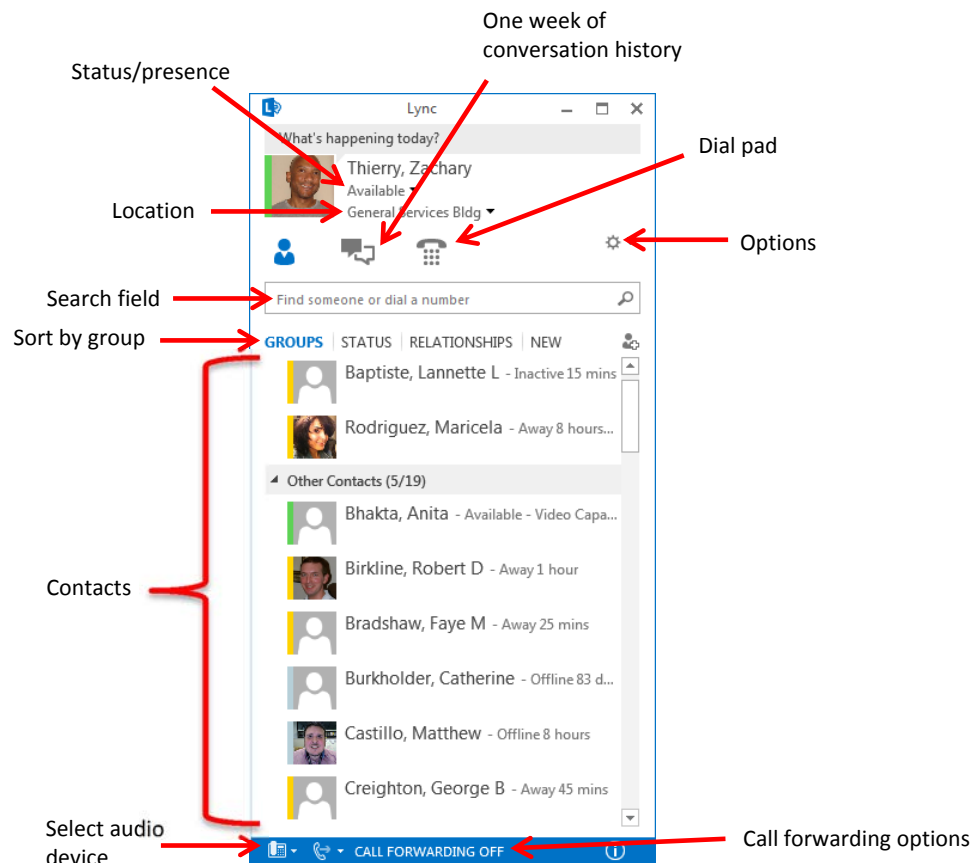 One week of
conversation history
Status/presence
Lync
What's happening today?
Dial pad
Thierry, Zachary
Available
Location
General Services Bldg
Options
Search field
Find someone or dial a number
Sort by group
GROUPS STATUS RELATIONSHIPS NEW
Baptiste, Lannette L - Inactive 15 mins
Rodriguez, Maricela - Away 8 hours...
Other Contacts (5/19)
Bhakta, Anita - Available - Video Capa...
Birkline, Robert D - Away 1 hour
Contacts
Bradshaw, Faye M - Away 25 mins
Burkholder, Catherine - Offline 83 d...
Castillo, Matthew - Offline 8 hours
Creighton, George B - Away 45 mins
Select audio
device
CALL FORWARDING OFF
Call forwarding options